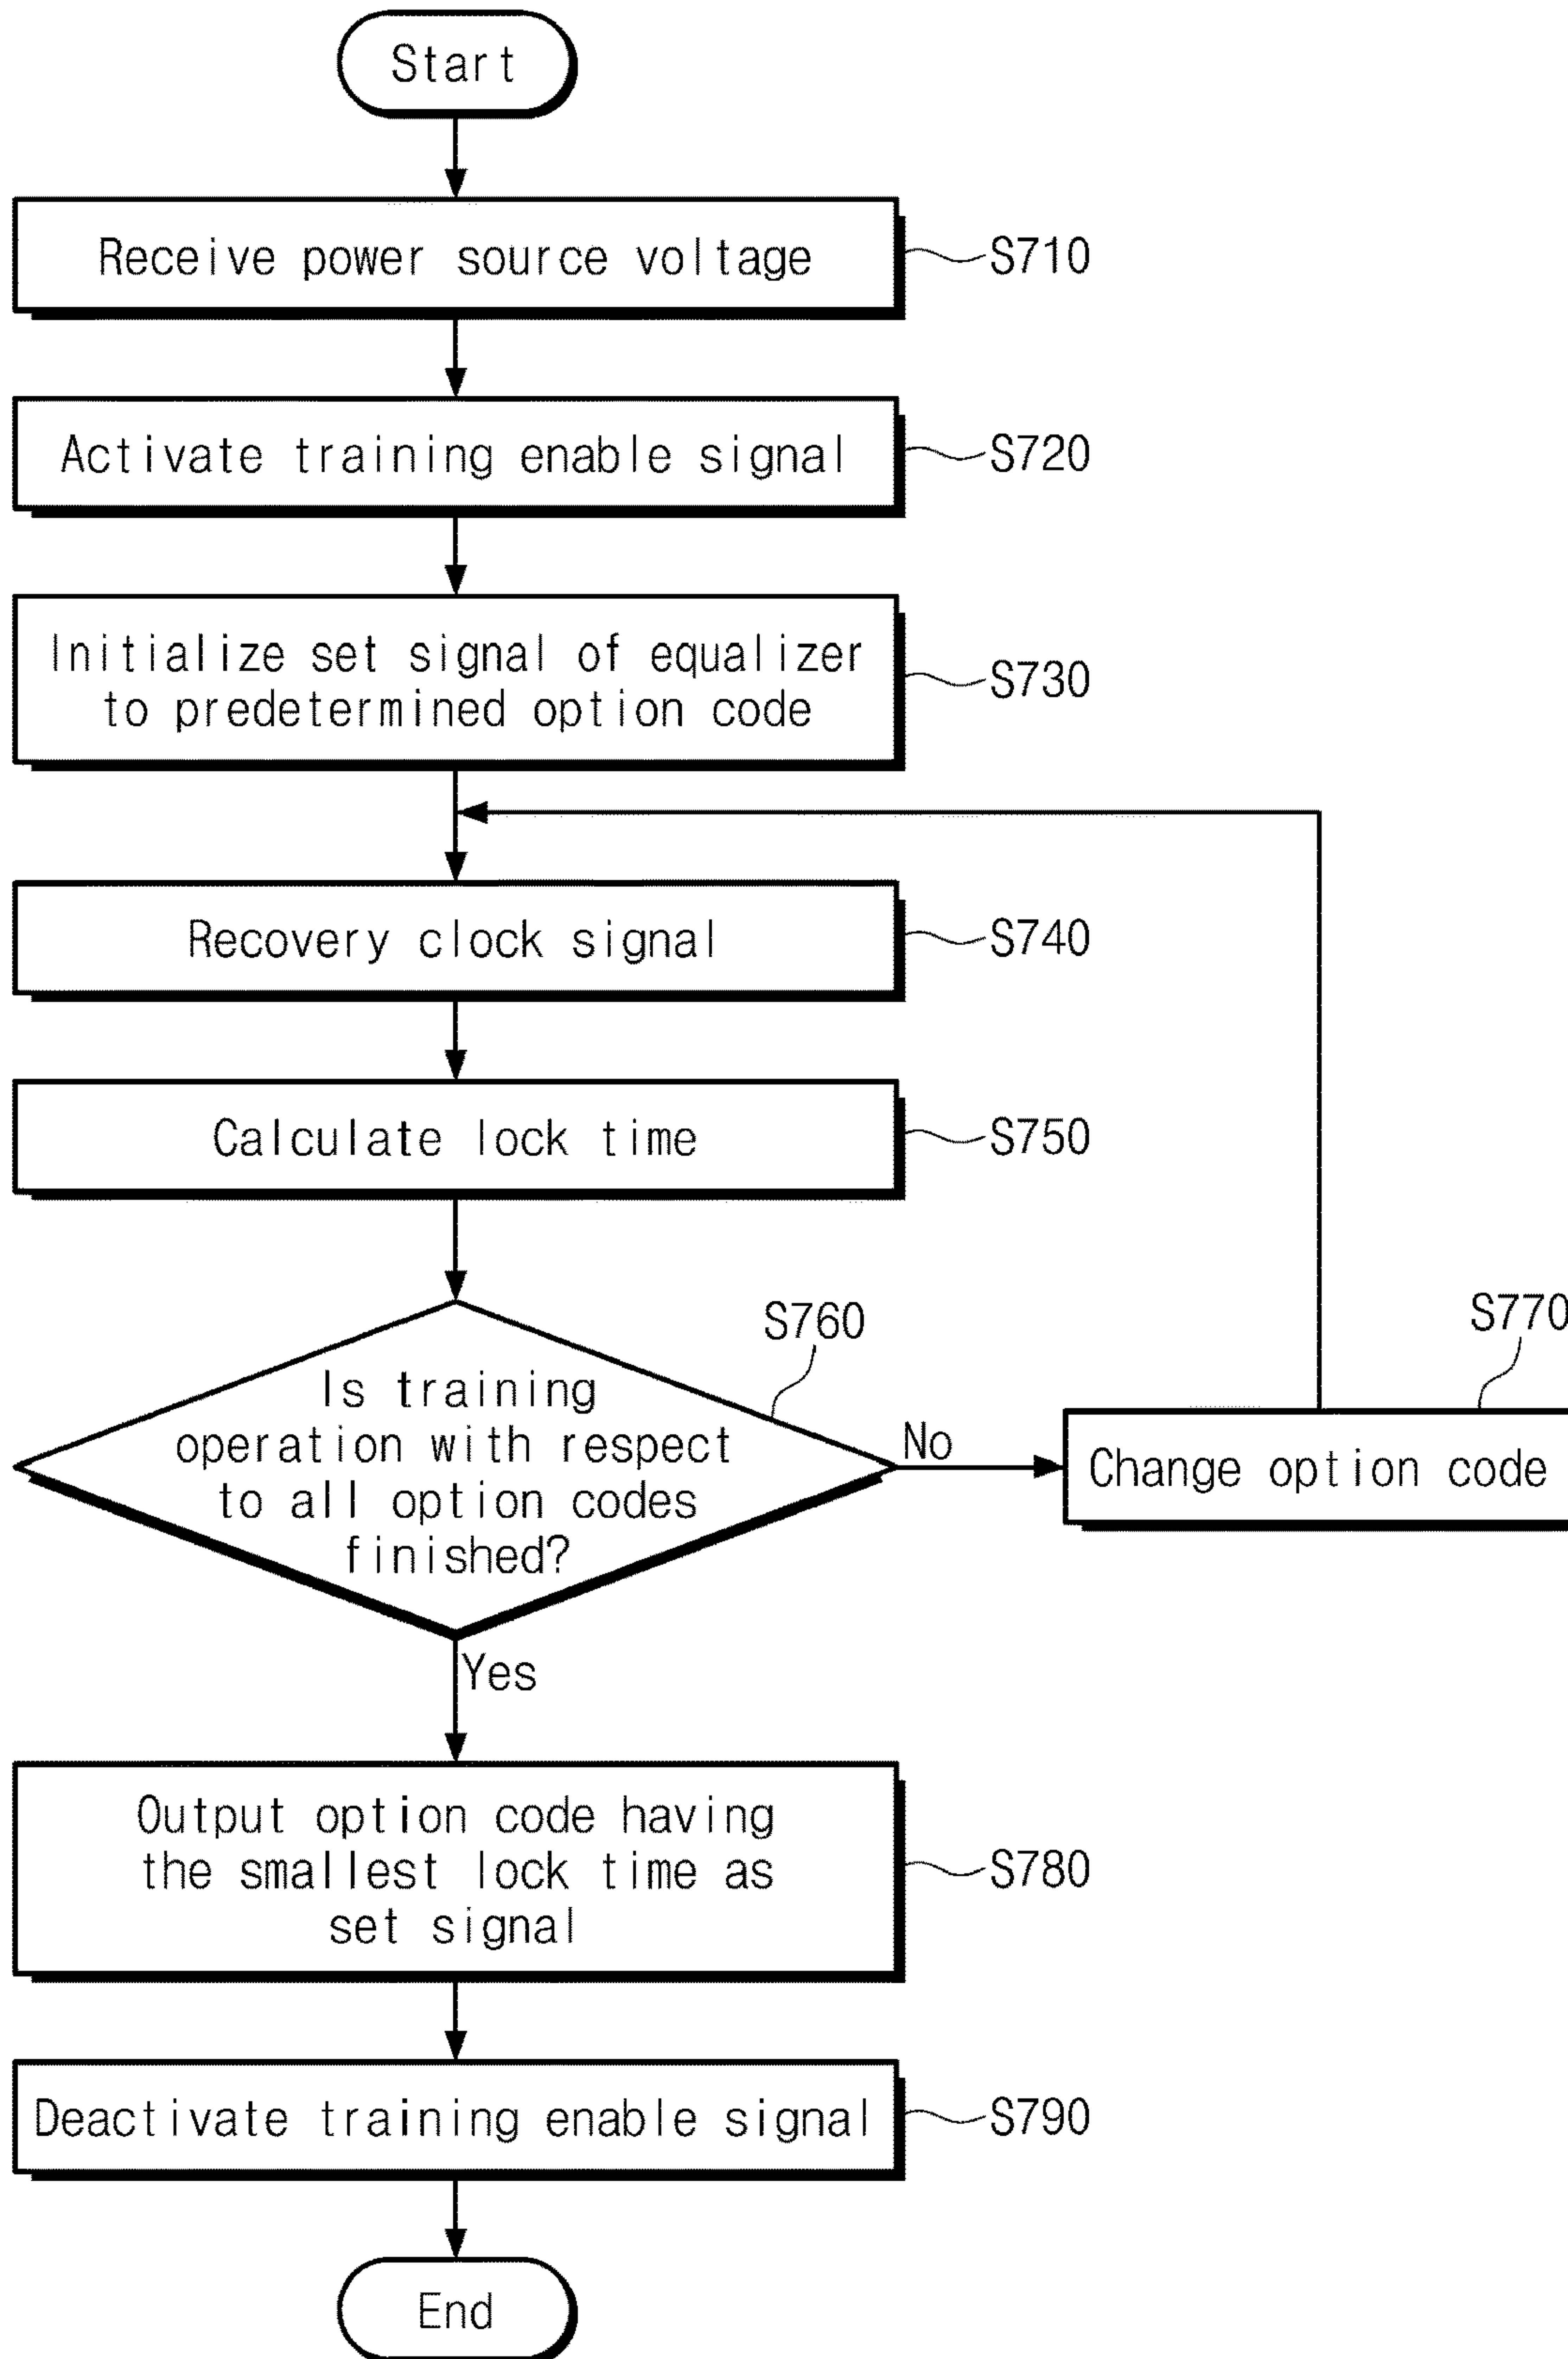 Start
Receive power source voltage
S710
Activate training enable signal
S720
Initialize set signal of equalizer
to predetermined option code
S730
Recovery clock signal
S740
Calculate lock time
S750
S760
Is training
operation with respect
to all option codes
finished?
No
S770
Change option code
Yes
Output option code having
the smallest lock time as
set signal
S780
Deactivate training enable signal
S790
End